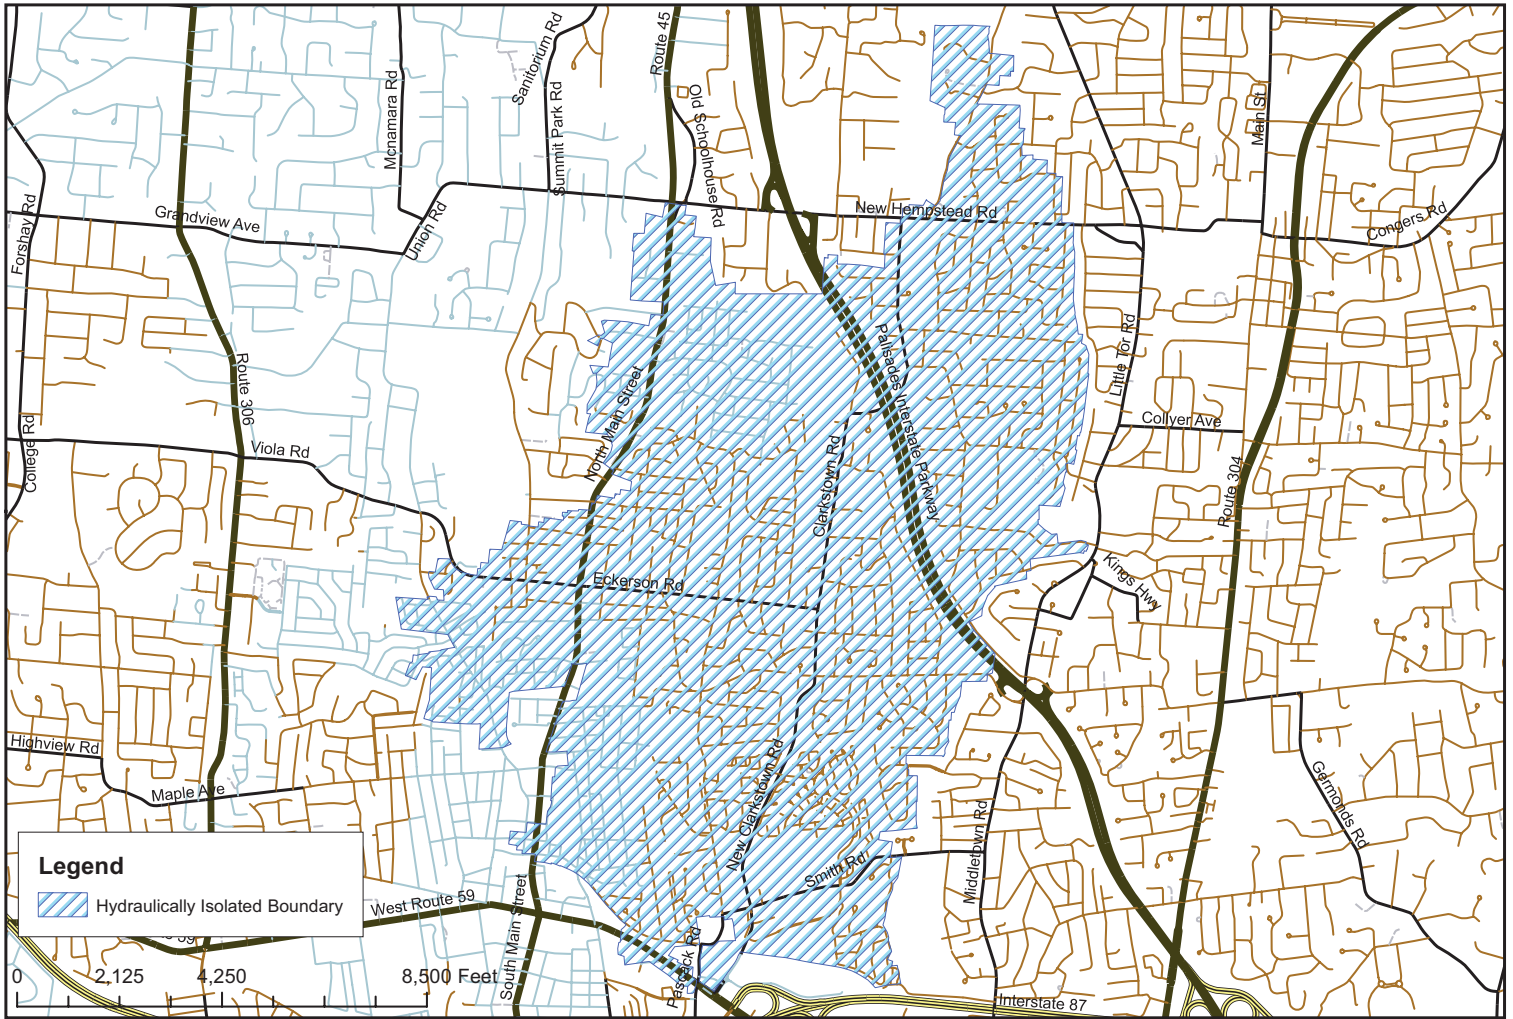 Route 45
Sanitorium Rd
Mcnamara Rd
Summit Park Rd
Old Schoolhouse Rd
Main St
Forshay Rd
Grandview Ave
Union Rd
New Hempstead Rd
Congers Rd
Palisades Interstate Parkway
Little Tor Rd
Route 306
North Main Street
Collyer Ave
College Rd
Viola Rd
Clarkstown Rd
Route 304
Eckerson Rd
Kings Hwy
Highview Rd
Maple Ave
New Clarkstown Rd
Germonds Rd
Middletown Rd
Smith Rd
Legend
Hydraulically Isolated Boundary
West Route 59
South Main Street
Pascack Rd
59
0 2,125 4,250 8,500 Feet
Interstate 87